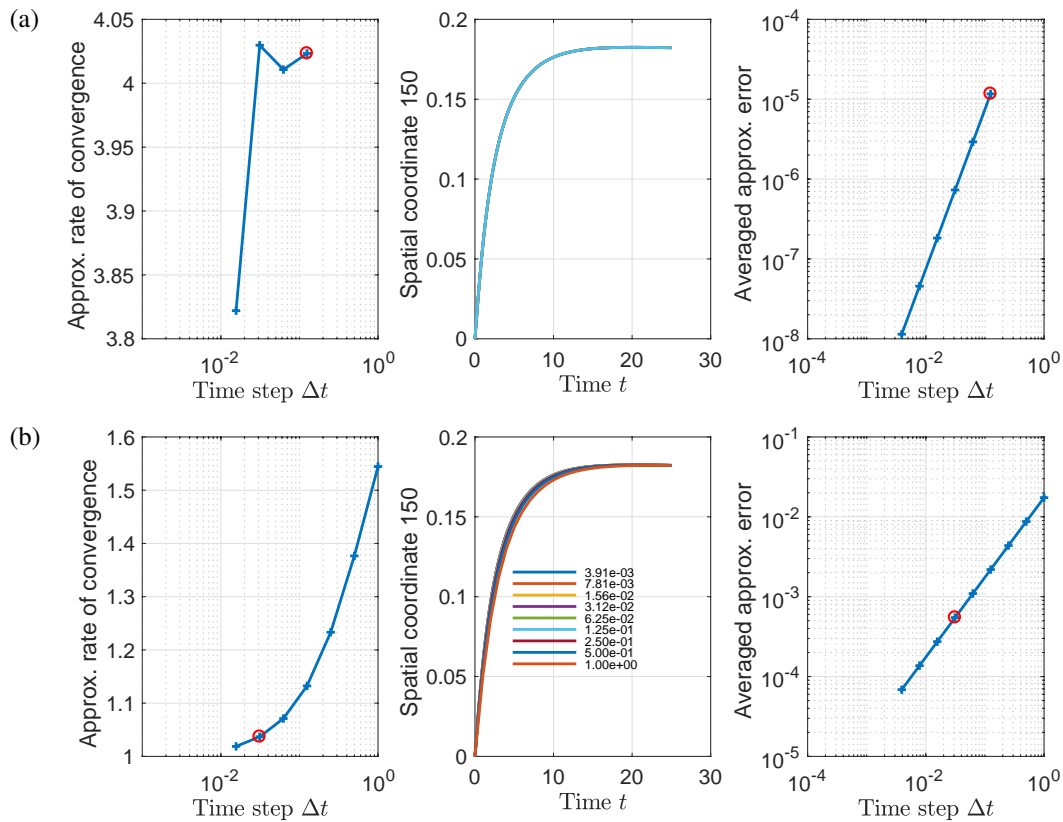 (a)
Approx. rate of convergence
4.05
4
3.95
3.9
3.85
3.8
10^-2
10^0
Time step Δt
Spatial coordinate 150
0.2
0.15
0.1
0.05
0
0
10
20
30
Time t
Averaged approx. error
10^-4
10^-5
10^-6
10^-7
10^-8
10^-4
10^-2
10^0
Time step Δt
(b)
Approx. rate of convergence
1.6
1.5
1.4
1.3
1.2
1.1
1
10^-2
10^0
Time step Δt
Spatial coordinate 150
0.2
0.15
0.1
0.05
0
3.91e-03
7.81e-03
1.56e-02
3.12e-02
6.25e-02
1.25e-01
2.50e-01
5.00e-01
1.00e+00
0
10
20
30
Time t
Averaged approx. error
10^-1
10^-2
10^-3
10^-4
10^-5
10^-4
10^-2
10^0
Time step Δt